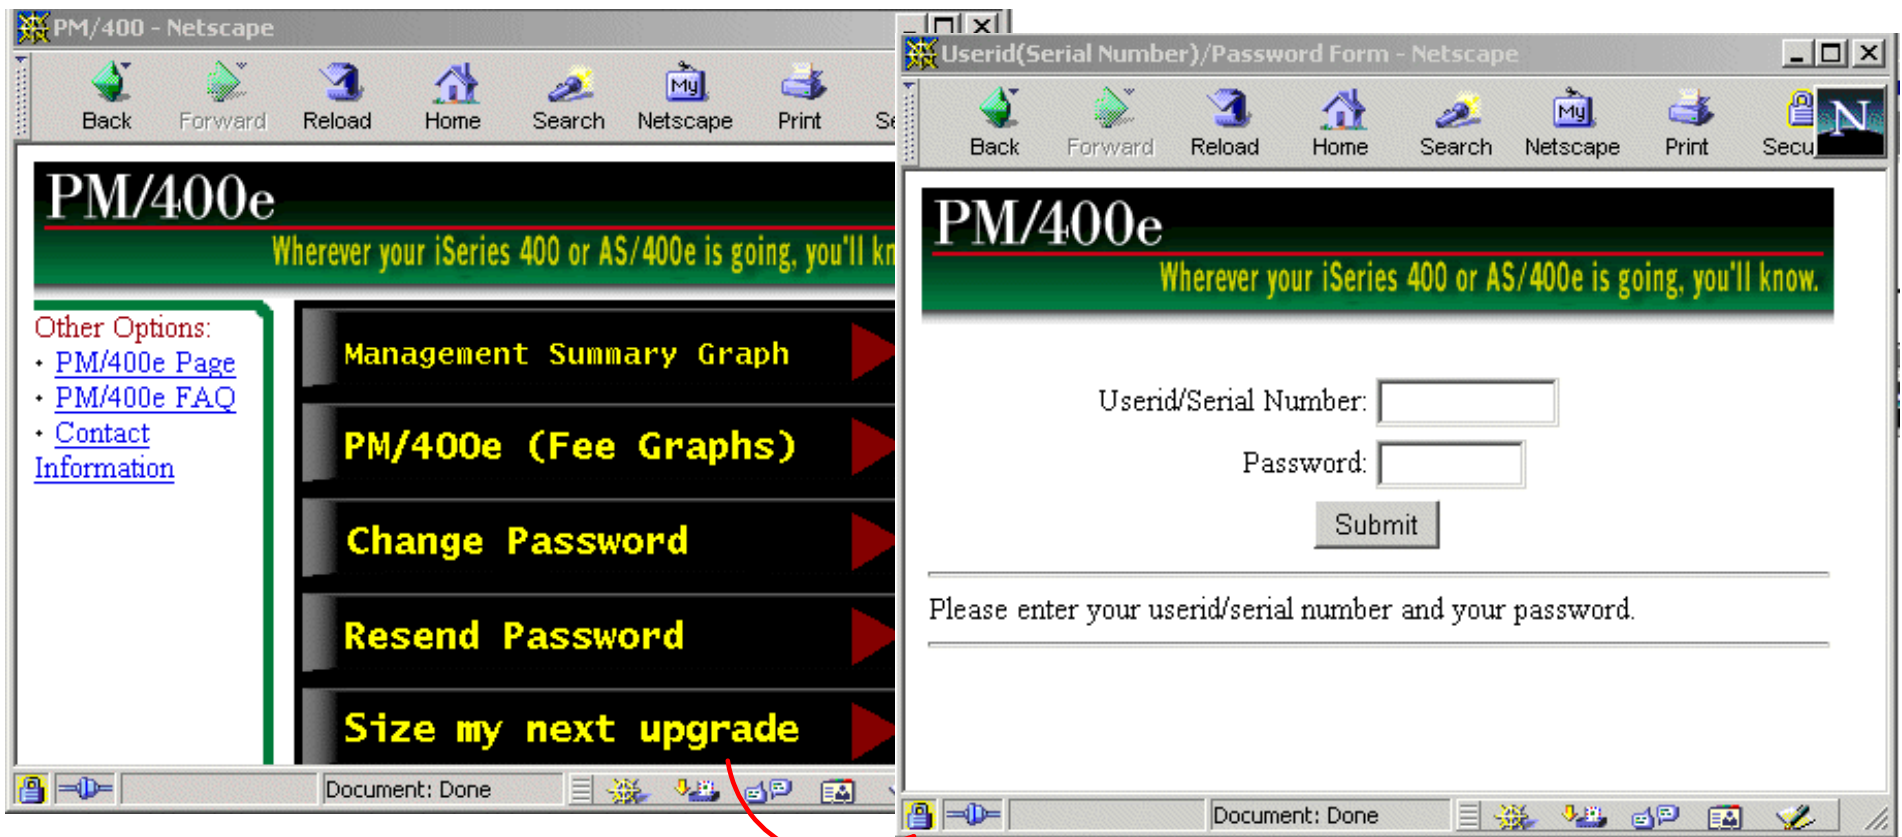 PM/400 - Netscape
Back Forward Reload Home Search Netscape Print
My
PM/400e
Wherever your iSeries 400 or AS/400e is going, you'll kn
Other Options:
· PM/400e Page
· PM/400e FAQ
· Contact
Information
Management Summary Graph
PM/400e (Fee Graphs)
Change Password
Resend Password
Size my next upgrade
Document: Done
Userid(Serial Number)/Password Form - Netscape
Back Forward Reload Home Search Netscape Print Secu
My
N
PM/400e
Wherever your iSeries 400 or AS/400e is going, you'll know.
Userid/Serial Number:
Password:
Submit
Please enter your userid/serial number and your password.
Document: Done